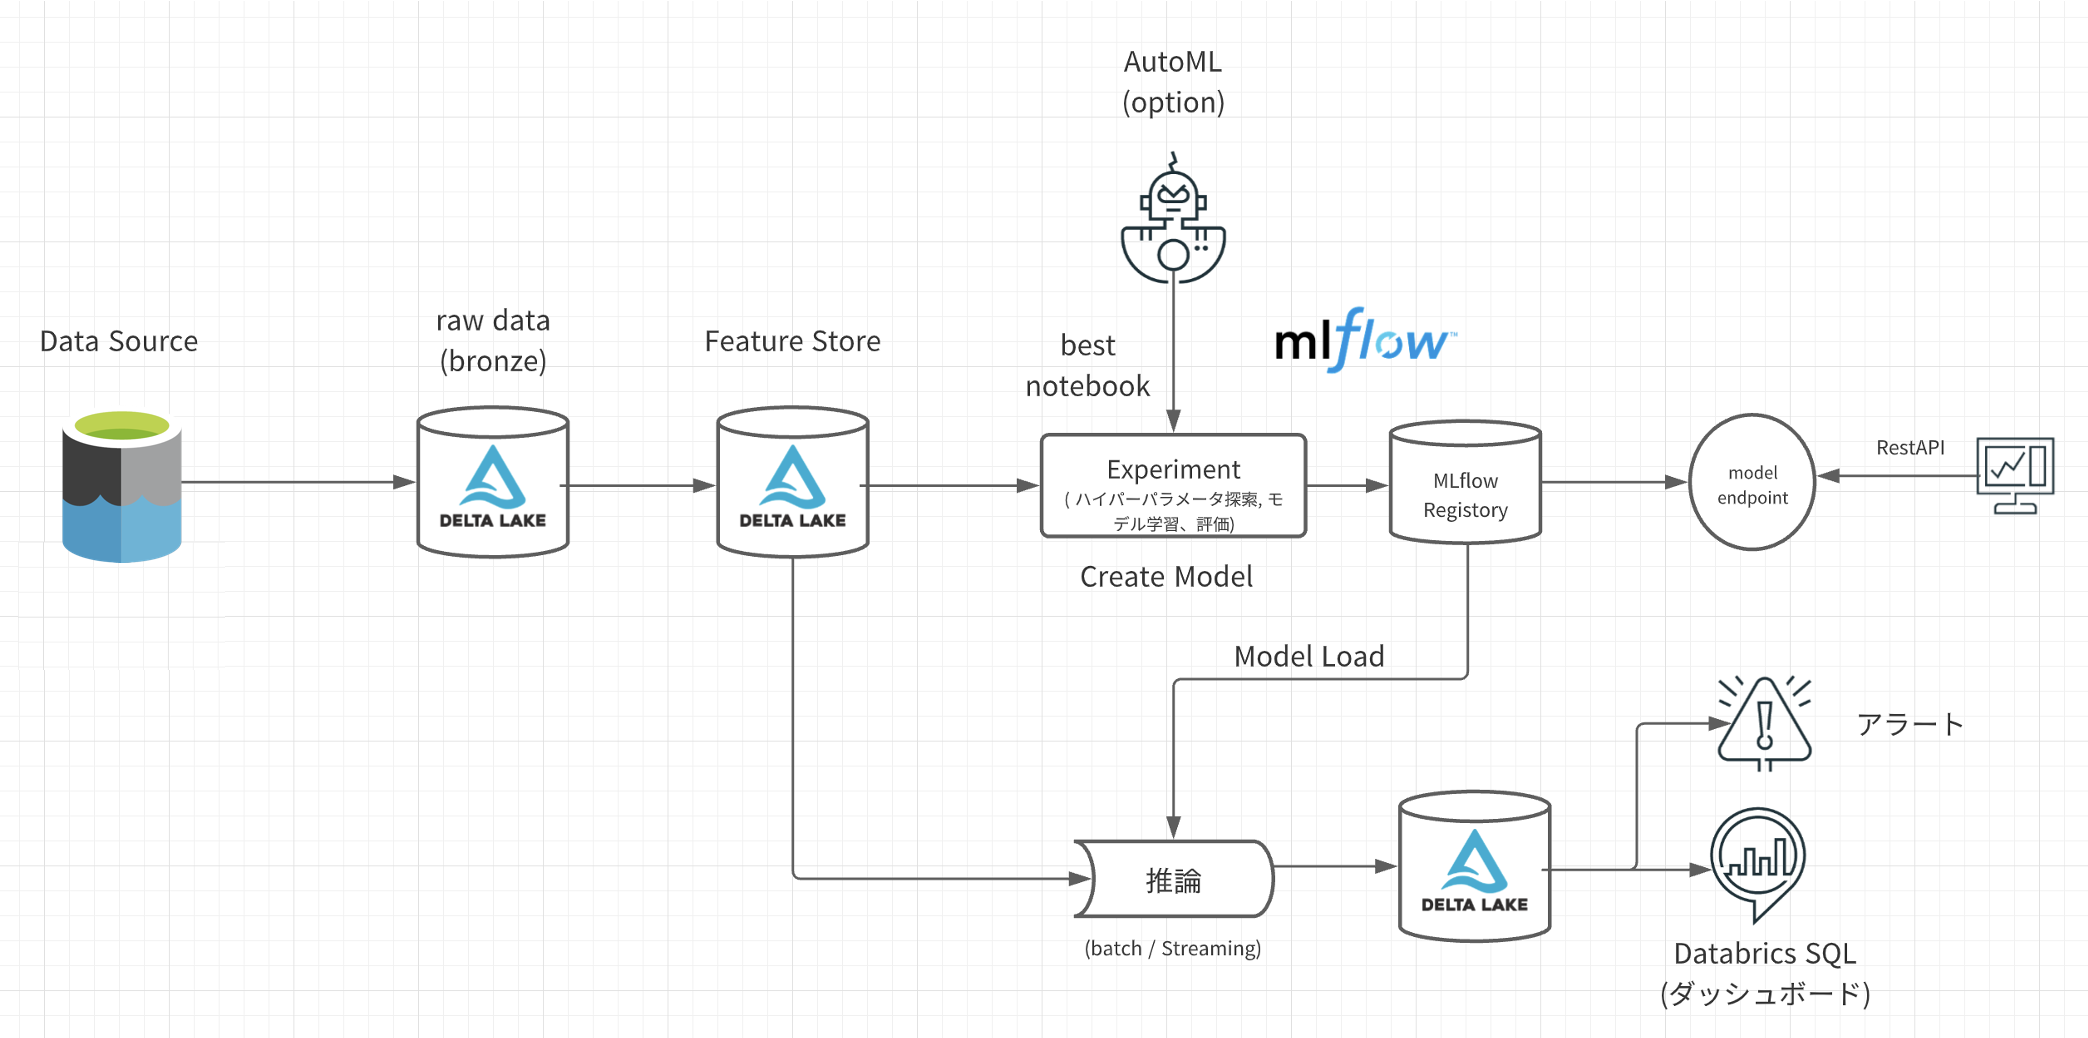 AutoML
(option)
Data Source
raw data
(bronze)
Feature Store
best
notebook
mlflow™
DELTA LAKE
DELTA LAKE
Experiment
( ハイパーパラメータ探索, モ
デル学習、評価)
Create Model
MLflow
Registory
model
endpoint
RestAPI
Model Load
アラート
推論
(batch / Streaming)
DELTA LAKE
Databrics SQL
(ダッシュボード)